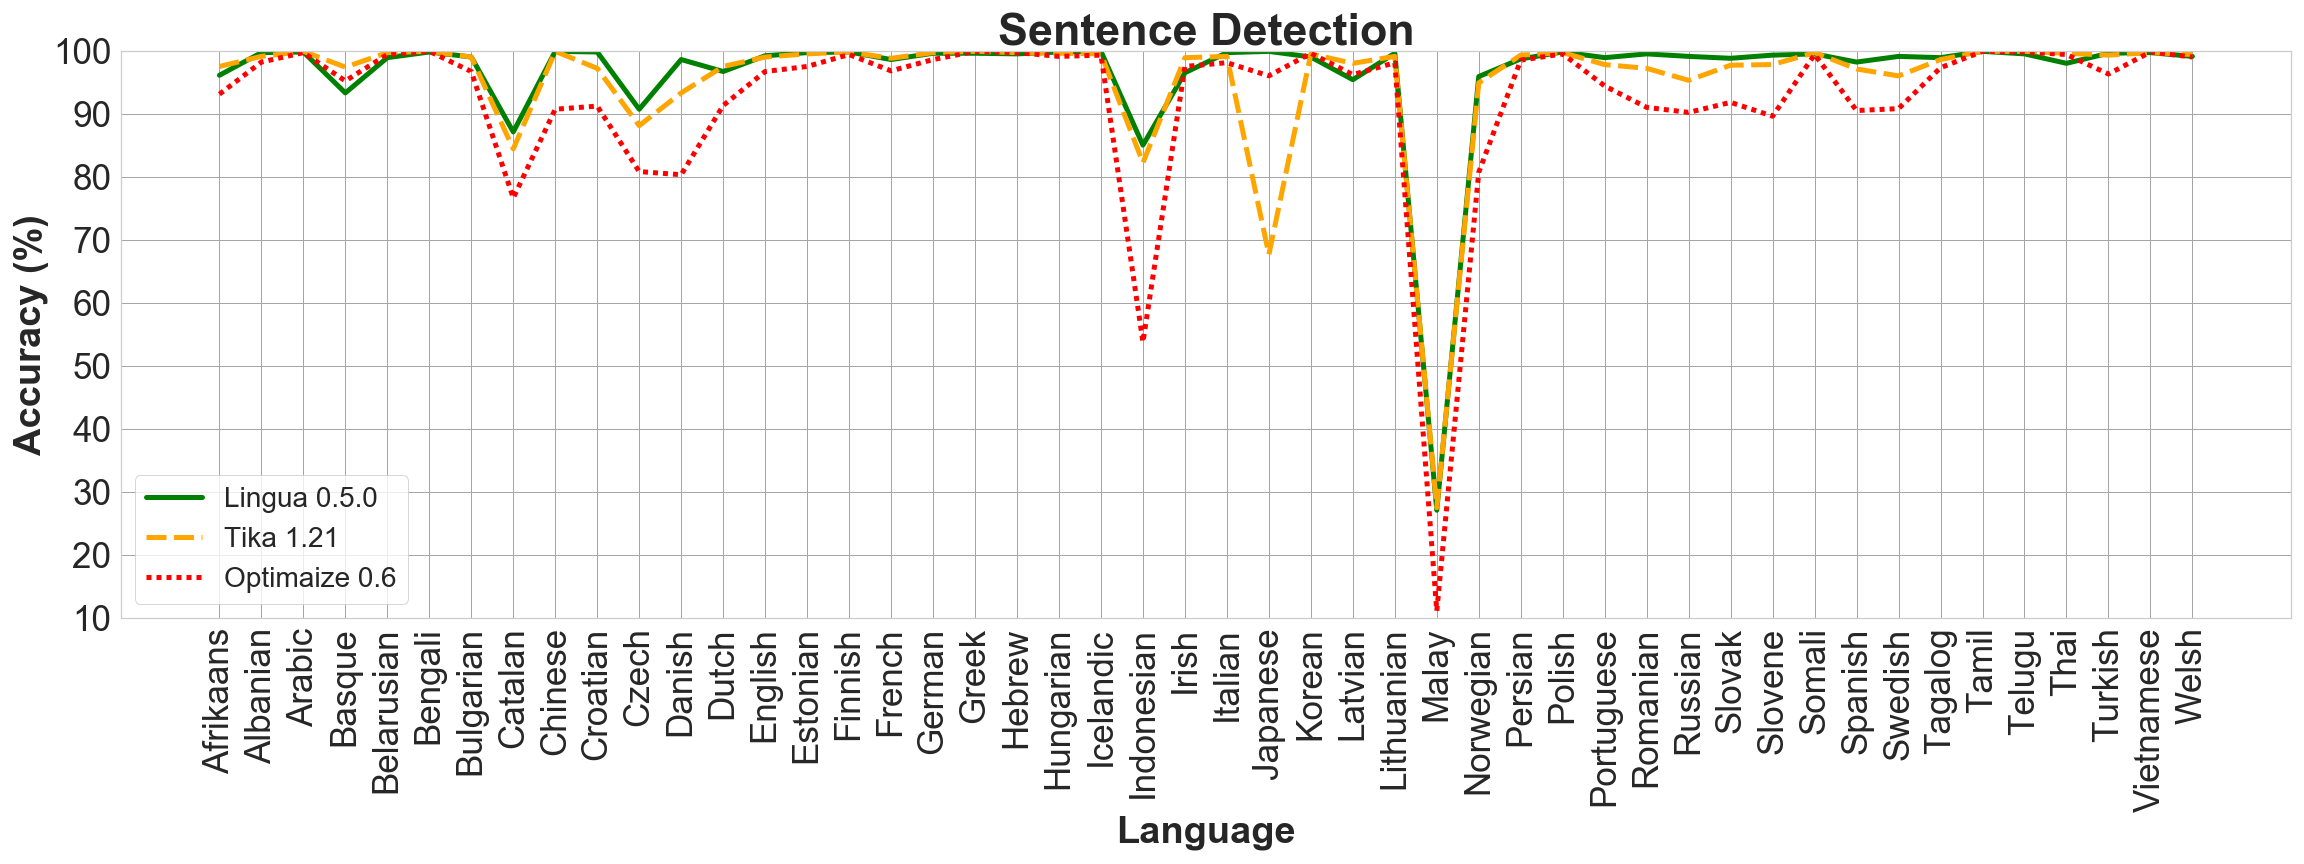 Sentence Detection
Accuracy (%)
100
90
80
70
60
50
40
30
20
10
Lingua 0.5.0
Tika 1.21
Optimaize 0.6
Afrikaans
Albanian
Arabic
Basque
Belarusian
Bengali
Bulgarian
Catalan
Chinese
Croatian
Czech
Danish
Dutch
English
Estonian
Finnish
French
German
Greek
Hebrew
Hungarian
Icelandic
Indonesian
Irish
Italian
Japanese
Korean
Latvian
Lithuanian
Malay
Norwegian
Persian
Polish
Portuguese
Romanian
Russian
Slovak
Slovene
Somali
Spanish
Swedish
Tagalog
Tamil
Telugu
Thai
Turkish
Vietnamese
Welsh
Language